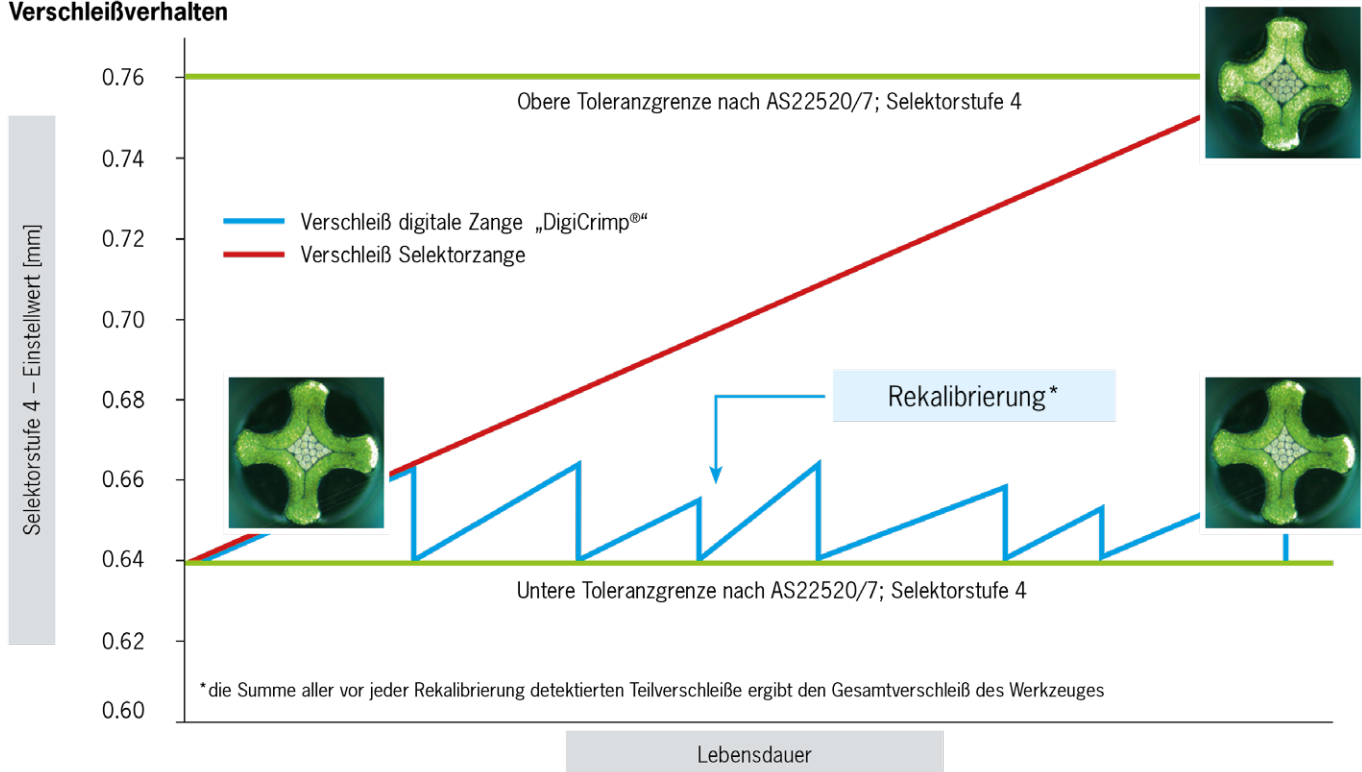 Verschleißverhalten
0.76
Obere Toleranzgrenze nach AS22520/7; Selektorstufe 4
0.74
Verschleiß digitale Zange „DigiCrimp®“
0.72
Verschleiß Selektorzange
0.70
Selektorstufe 4 – Einstellwert [mm]
0.68
Rekalibrierung*
0.66
0.64
Untere Toleranzgrenze nach AS22520/7; Selektorstufe 4
0.62
*die Summe aller vor jeder Rekalibrierung detektierten Teilverschleiße ergibt den Gesamtverschleiß des Werkzeuges
0.60
Lebensdauer